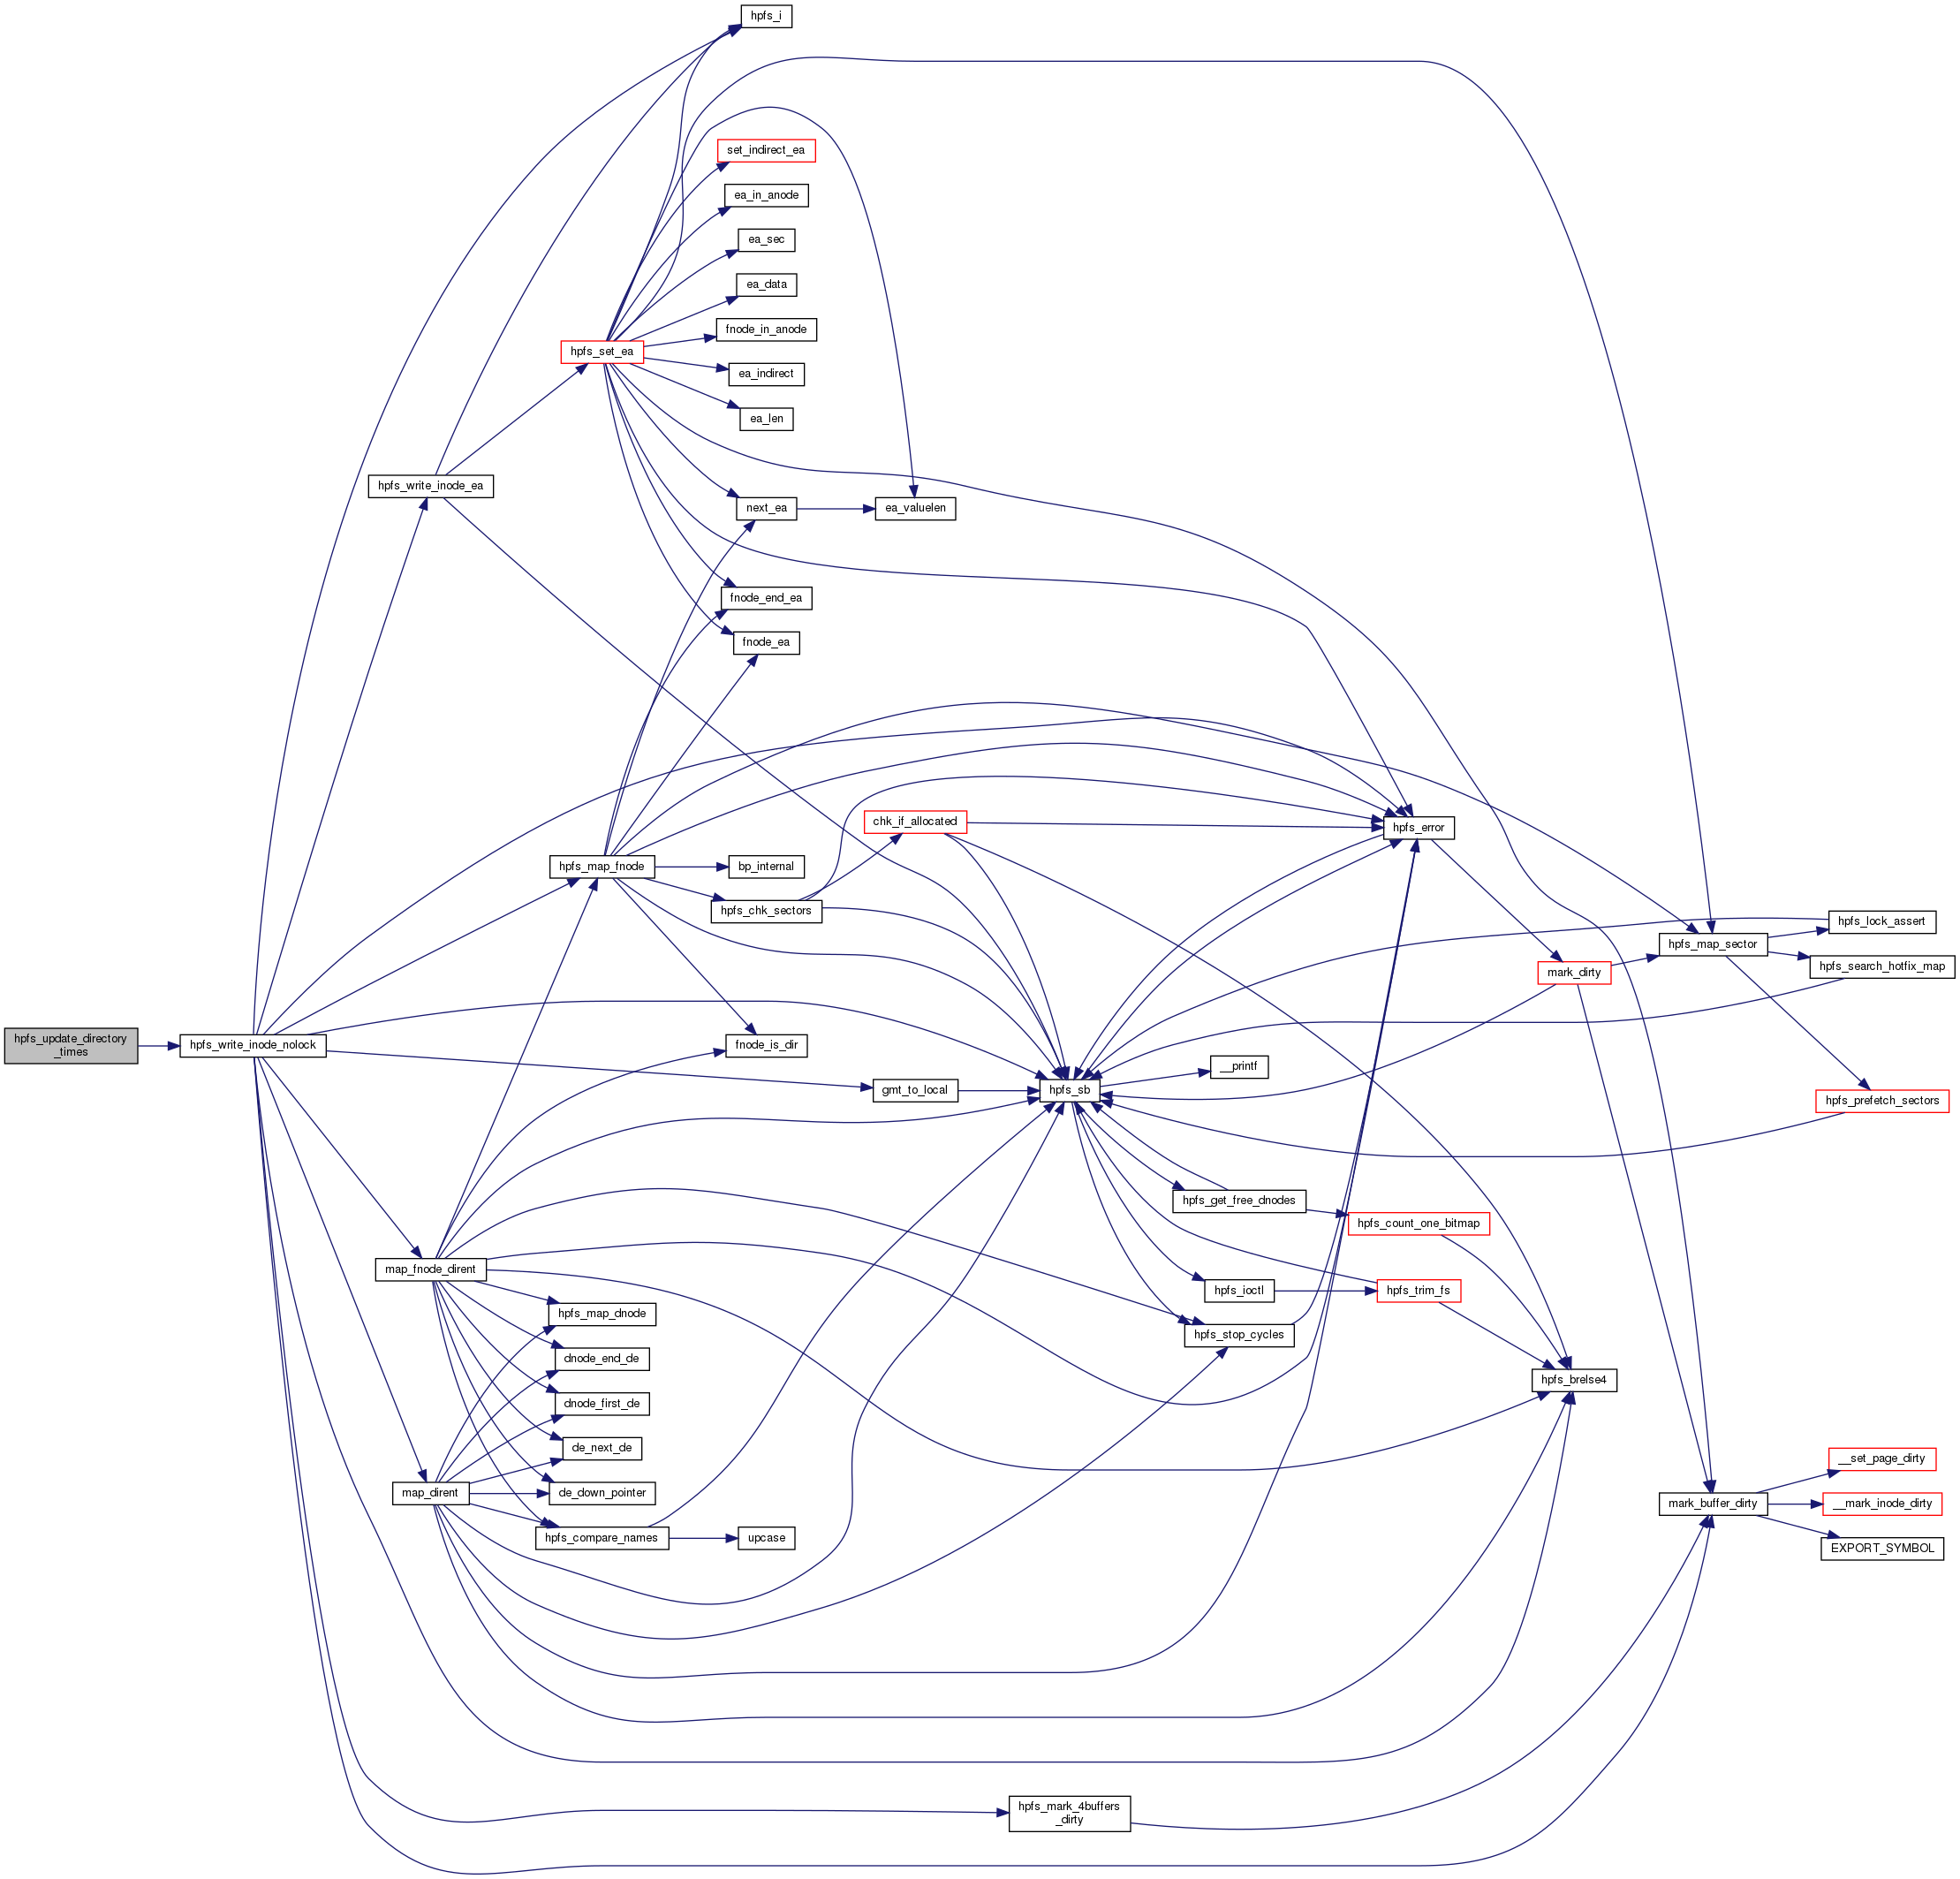 hpfs_i
set_indirect_ea
ea_in_anode
ea_sec
ea_data
fnode_in_anode
hpfs_set_ea
ea_indirect
ea_len
hpfs_write_inode_ea
next_ea
ea_valuelen
fnode_end_ea
fnode_ea
chk_if_allocated
hpfs_error
hpfs_map_fnode
bp_internal
hpfs_chk_sectors
hpfs_lock_assert
hpfs_map_sector
hpfs_search_hotfix_map
mark_dirty
hpfs_update_directory
_times
hpfs_write_inode_nolock
fnode_is_dir
__printf
gmt_to_local
hpfs_sb
hpfs_prefetch_sectors
hpfs_get_free_dnodes
hpfs_count_one_bitmap
map_fnode_dirent
hpfs_ioctl
hpfs_trim_fs
hpfs_map_dnode
hpfs_stop_cycles
dnode_end_de
hpfs_brelse4
dnode_first_de
de_next_de
__set_page_dirty
map_dirent
de_down_pointer
mark_buffer_dirty
__mark_inode_dirty
hpfs_compare_names
upcase
EXPORT_SYMBOL
hpfs_mark_4buffers
_dirty